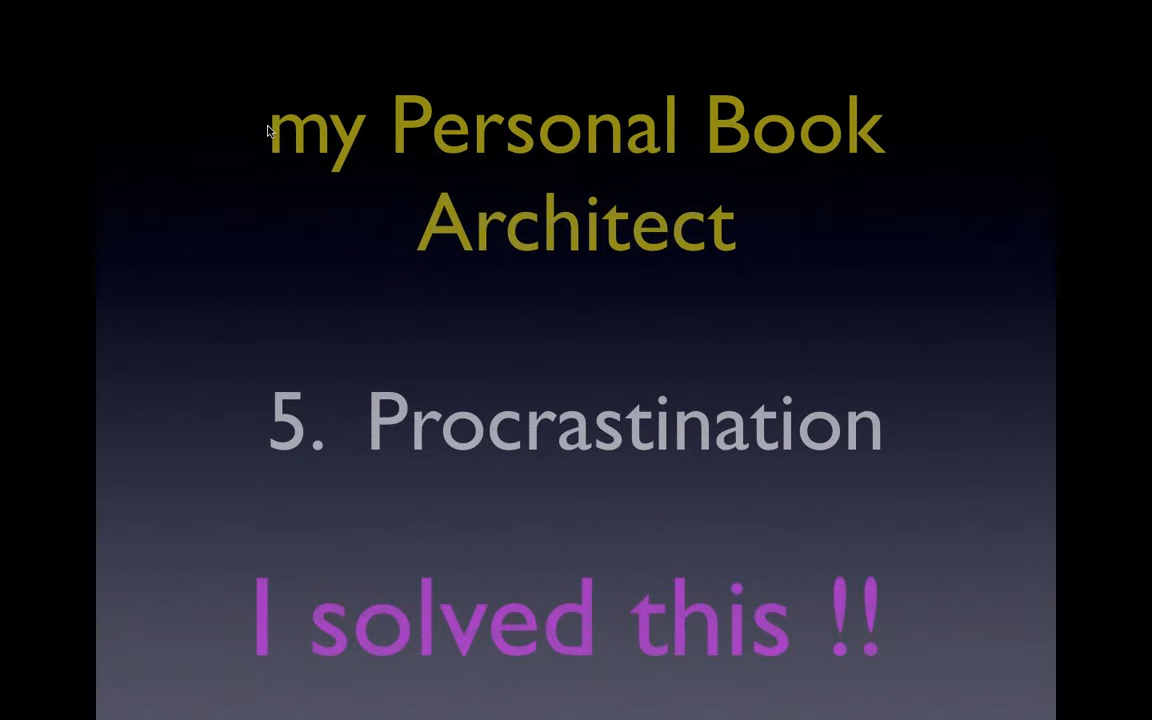 my Personal Book
Architect
5. Procrastination
I solved this !!